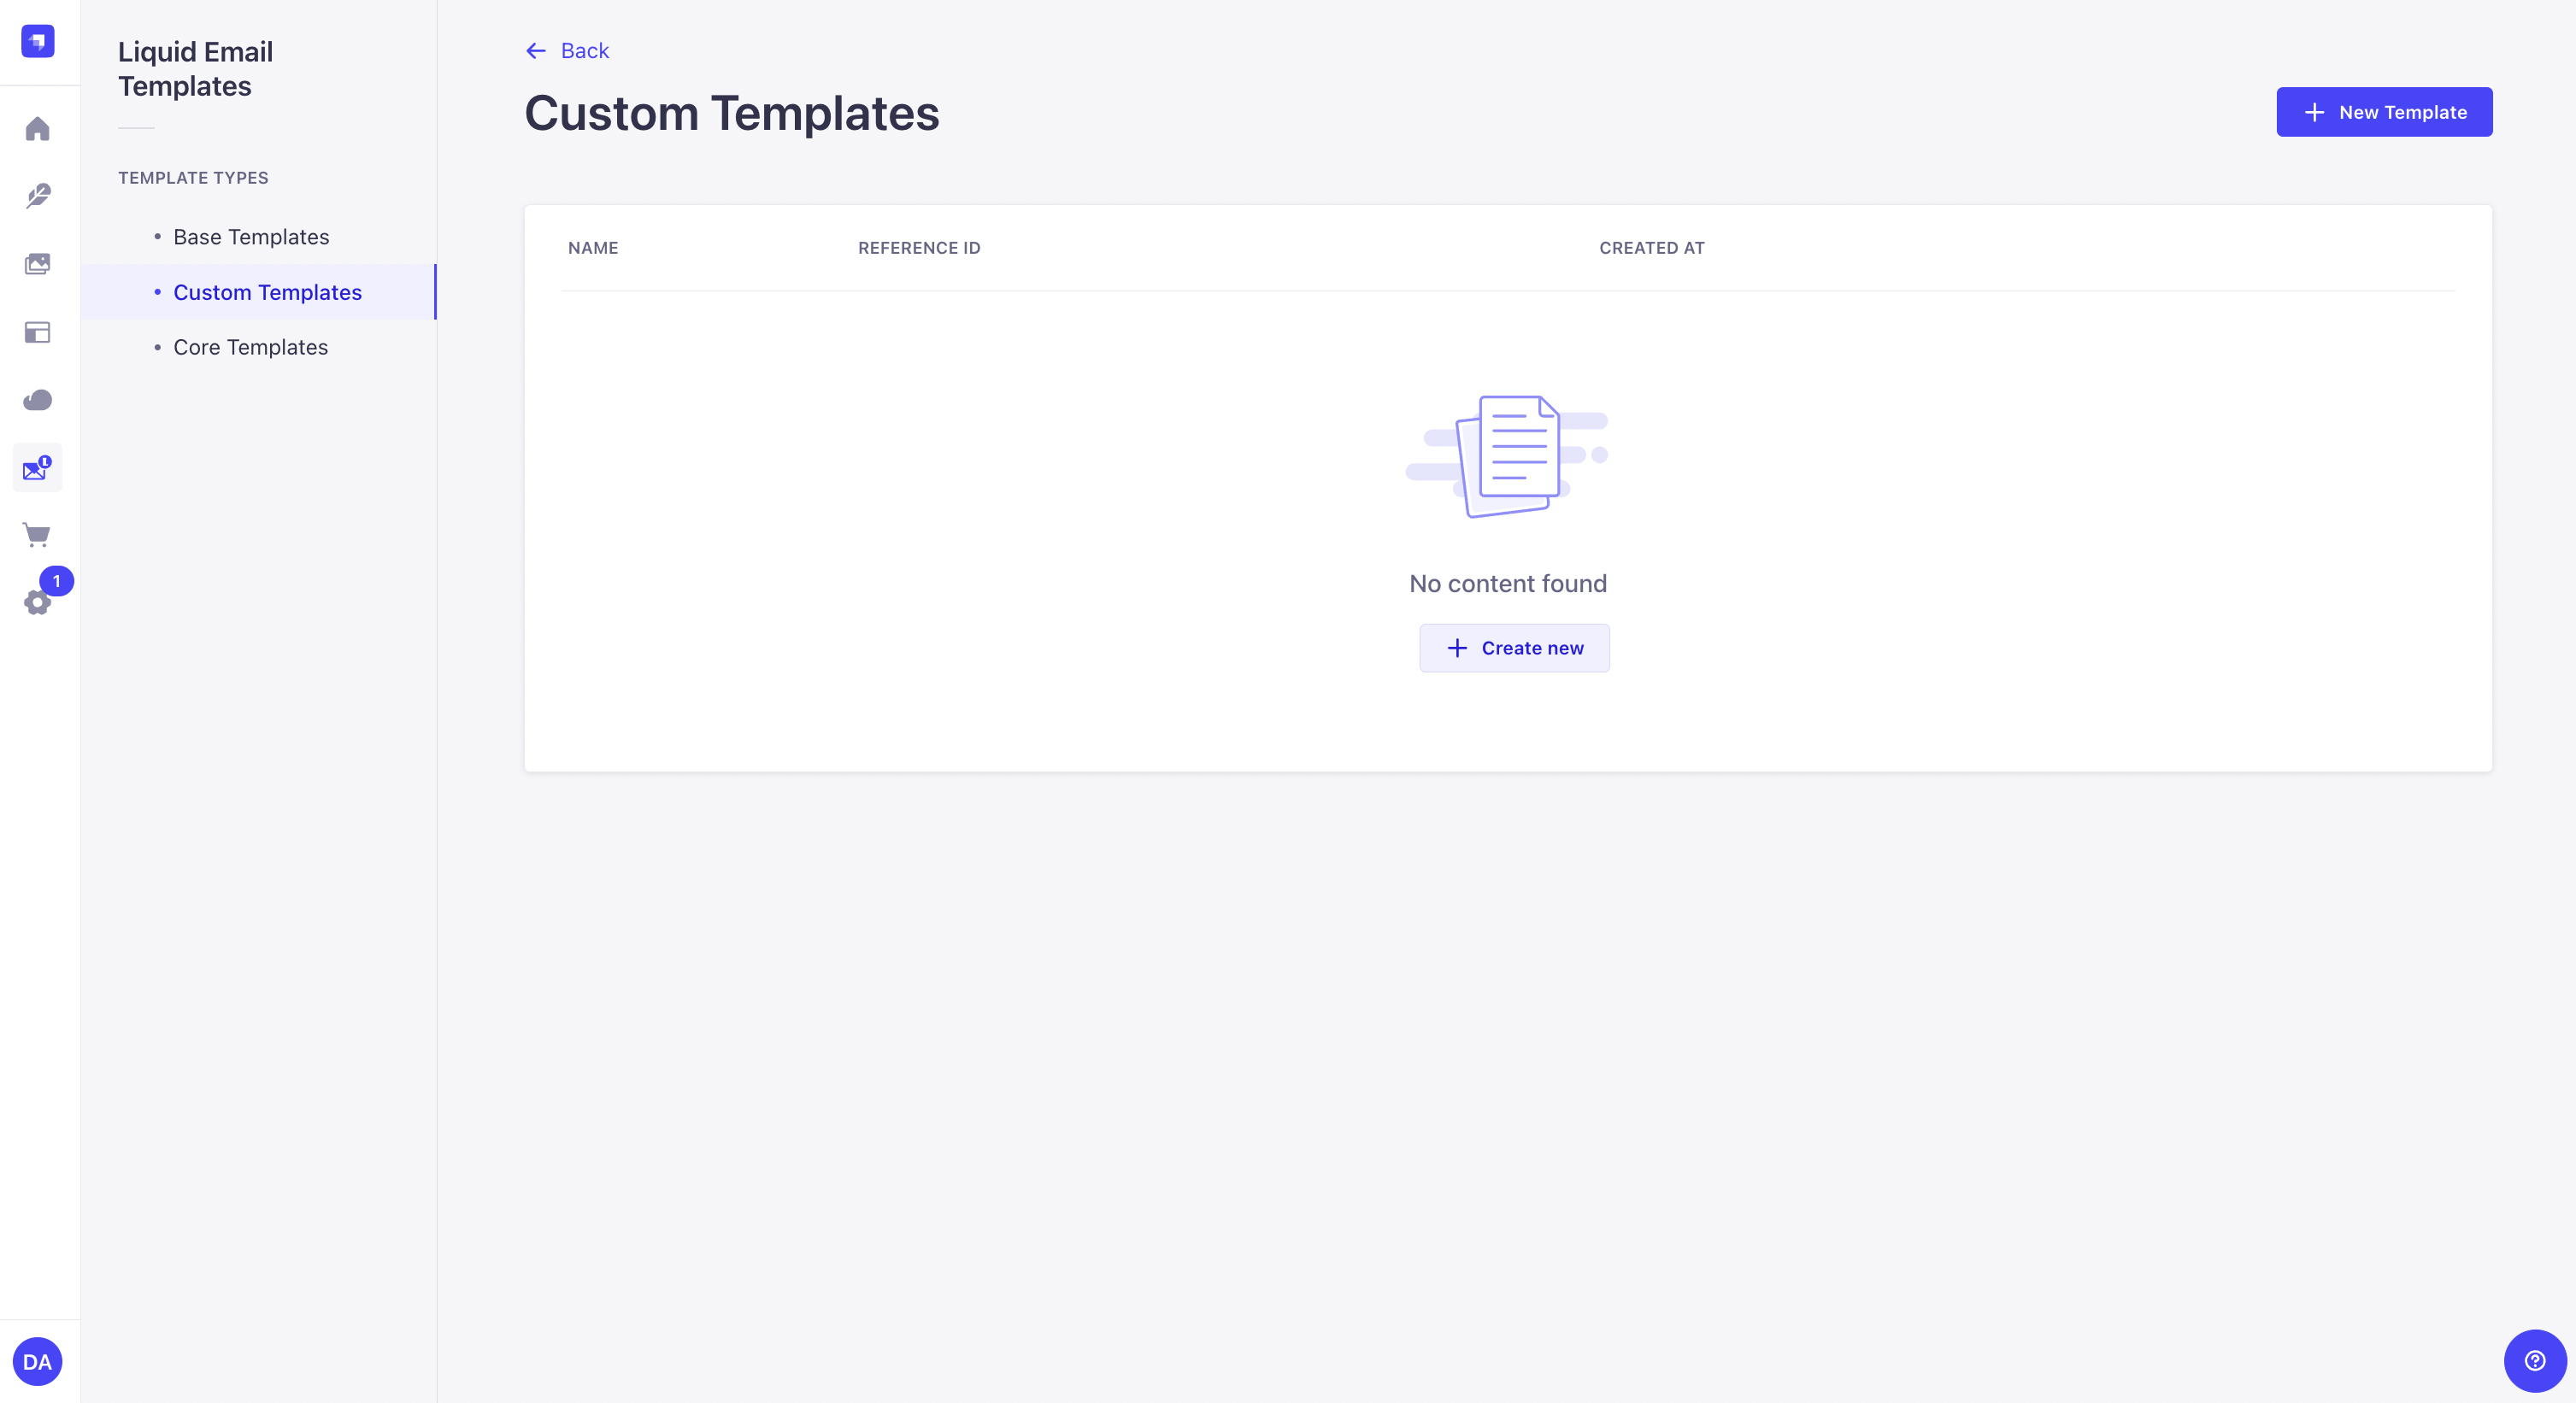 Liquid Email
Templates
TEMPLATE TYPES
Base Templates
Custom Templates
Core Templates
1
DA
Back
Custom Templates
New Template
NAME REFERENCE ID CREATED AT
No content found
Create new